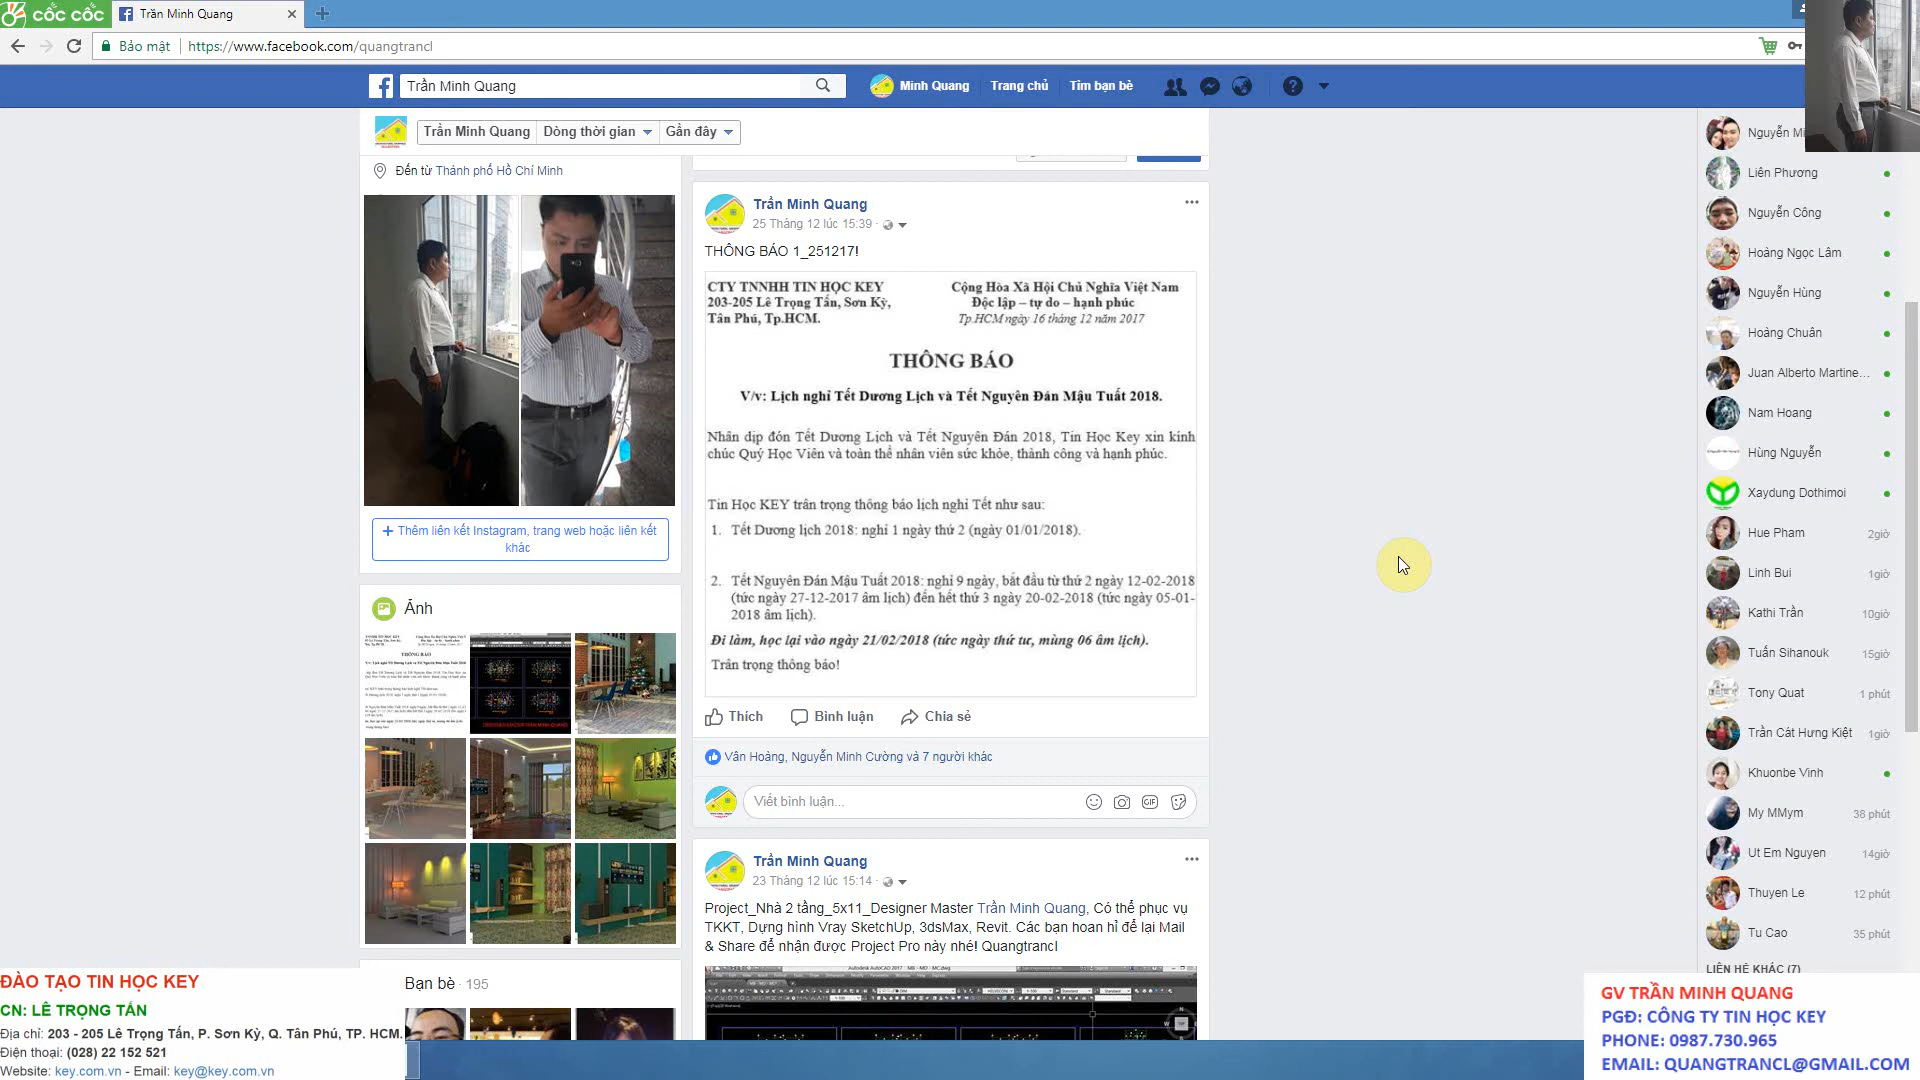 cốc cốc
Trần Minh Quang
Bảo mật
https://www.facebook.com/quangtrancl
Trần Minh Quang
Minh Quang
Trang chủ
Tìm bạn bè
Trần Minh Quang
Dòng thời gian
Gần đây
Đến từ Thành phố Hồ Chí Minh
+ Thêm liên kết Instagram, trang web hoặc liên kết
khác
Ảnh
Bạn bè · 195
Trần Minh Quang
25 Tháng 12 lúc 15:39 ·
THÔNG BÁO 1_251217!
CTY TNNHH TIN HỌC KEY
203-205 Lê Trọng Tấn, Sơn Kỳ,
Tân Phú, Tp.HCM.
Cộng Hòa Xã Hội Chủ Nghĩa Việt Nam
Độc lập – tự do – hạnh phúc
Tp.HCM ngày 16 tháng 12 năm 2017
THÔNG BÁO
V/v: Lịch nghỉ Tết Dương Lịch và Tết Nguyên Đán Mậu Tuất 2018.
Nhân dịp đón Tết Dương Lịch và Tết Nguyên Đán 2018, Tin Học Key xin kính
chúc Quý Học Viên và toàn thể nhân viên sức khỏe, thành công và hạnh phúc.
Tin Học KEY trân trọng thông báo lịch nghỉ Tết như sau:
1. Tết Dương lịch 2018: nghỉ 1 ngày thứ 2 (ngày 01/01/2018).
2. Tết Nguyên Đán Mậu Tuất 2018: nghỉ 9 ngày, bắt đầu từ thứ 2 ngày 12-02-2018
(tức ngày 27-12-2017 âm lịch) đến hết thứ 3 ngày 20-02-2018 (tức ngày 05-01-
2018 âm lịch).
Đi làm, học lại vào ngày 21/02/2018 (tức ngày thứ tư, mùng 06 âm lịch).
Trân trọng thông báo!
Thích
Bình luận
Chia sẻ
Vân Hoàng, Nguyễn Minh Cường và 7 người khác
Viết bình luận...
GIF
Trần Minh Quang
23 Tháng 12 lúc 15:14 ·
Project_Nhà 2 tầng_5x11_Designer Master Trần Minh Quang, Có thể phục vụ
TKKT, Dựng hình Vray SketchUp, 3dsMax, Revit. Các bạn hoan hỉ để lại Mail
& Share để nhận được Project Pro này nhé! Quangtrancl
Nguyễn Mi
Liên Phương
Nguyễn Công
Hoàng Ngọc Lâm
Nguyễn Hùng
Hoàng Chuân
Juan Alberto Martine...
Nam Hoang
Hùng Nguyễn
Xaydung Dothimoi
Hue Pham 2giờ
Linh Bui 1giờ
Kathi Trần 10giờ
Tuấn Sihanouk 15giờ
Tony Quat 1 phút
Trần Cát Hưng Kiệt 1giờ
Khuonbe Vinh
My MMym 38 phút
Ut Em Nguyen 14giờ
Thuyen Le 12 phút
Tu Cao 35 phút
LIÊN HỆ KHÁC (7)
ĐÀO TẠO TIN HỌC KEY
CN: LÊ TRỌNG TẤN
Địa chỉ: 203 - 205 Lê Trọng Tấn, P. Sơn Kỳ, Q. Tân Phú, TP. HCM.
Điện thoại: (028) 22 152 521
Website: key.com.vn - Email: key@key.com.vn
GV TRẦN MINH QUANG
PGĐ: CÔNG TY TIN HỌC KEY
PHONE: 0987.730.965
EMAIL: QUANGTRANCL@GMAIL.COM